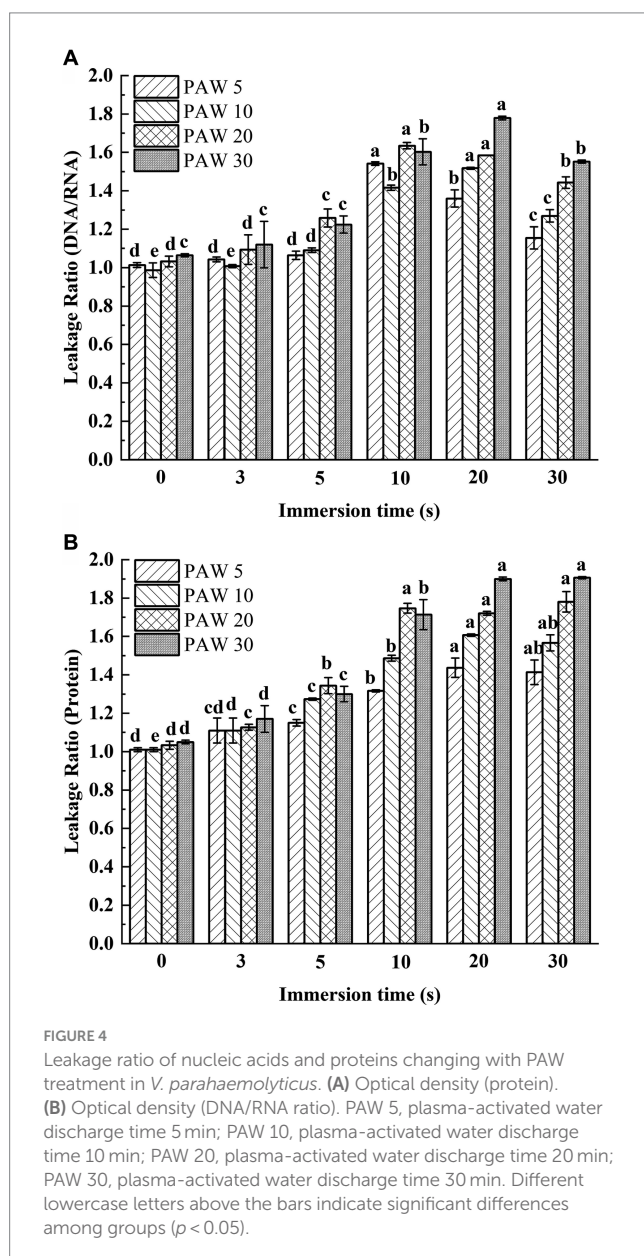 A
2.0
1.8
1.6
1.4
1.2
1.0
0.8
0.6
0.4
0.2
0.0
Leakage Ratio (DNA/RNA)
PAW 5
PAW 10
PAW 20
PAW 30
d e d c
d e c c
d d c c
a b a b
b a a a
c c b b
0 3 5 10 20 30
Immersion time (s)
B
2.0
1.8
1.6
1.4
1.2
1.0
0.8
0.6
0.4
0.2
0.0
Leakage Ratio (Protein)
PAW 5
PAW 10
PAW 20
PAW 30
d e d d
cd d c d
c c b c
b b a b
a a a a
ab ab a a
0 3 5 10 20 30
Immersion time (s)
FIGURE 4
Leakage ratio of nucleic acids and proteins changing with PAW
treatment in V. parahaemolyticus. (A) Optical density (protein).
(B) Optical density (DNA/RNA ratio). PAW 5, plasma-activated water
discharge time 5 min; PAW 10, plasma-activated water discharge
time 10 min; PAW 20, plasma-activated water discharge time 20 min;
PAW 30, plasma-activated water discharge time 30 min. Different
lowercase letters above the bars indicate significant differences
among groups (p < 0.05).